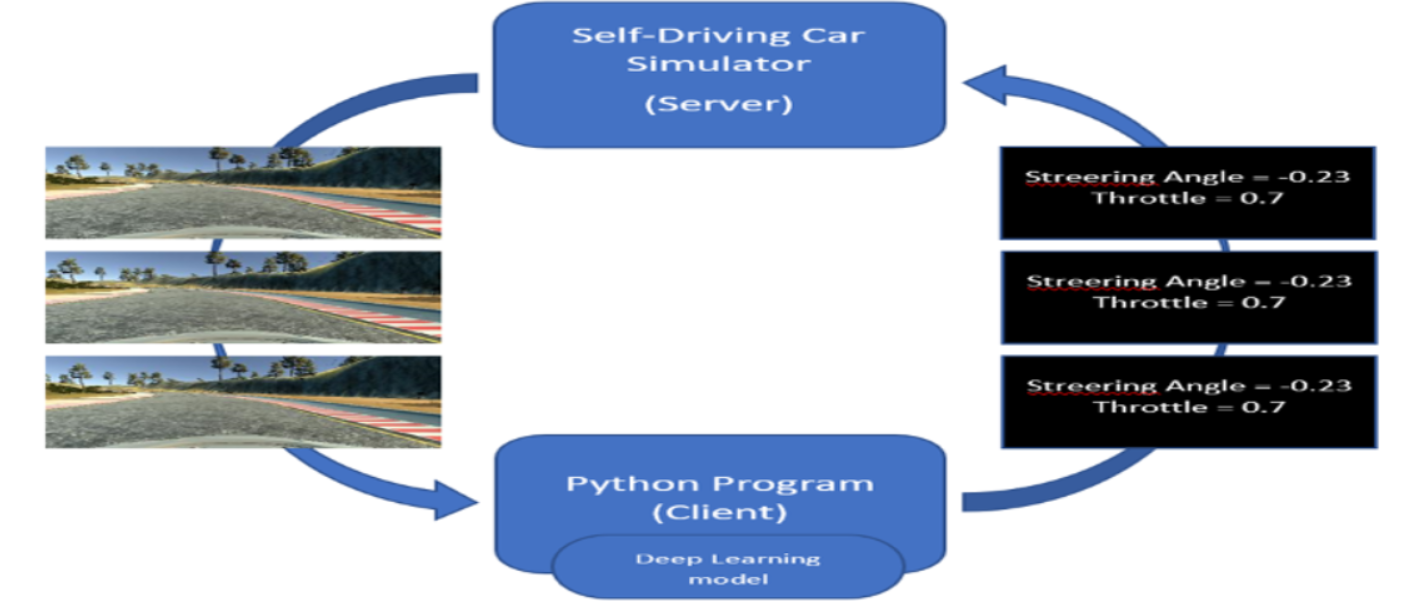 Self-Driving Car
Simulator
(Server)
Streering Angle = -0.23
Throttle = 0.7
Streering Angle = -0.23
Throttle = 0.7
Streering Angle = -0.23
Throttle = 0.7
Python Program
(Client)
Deep Learning
model